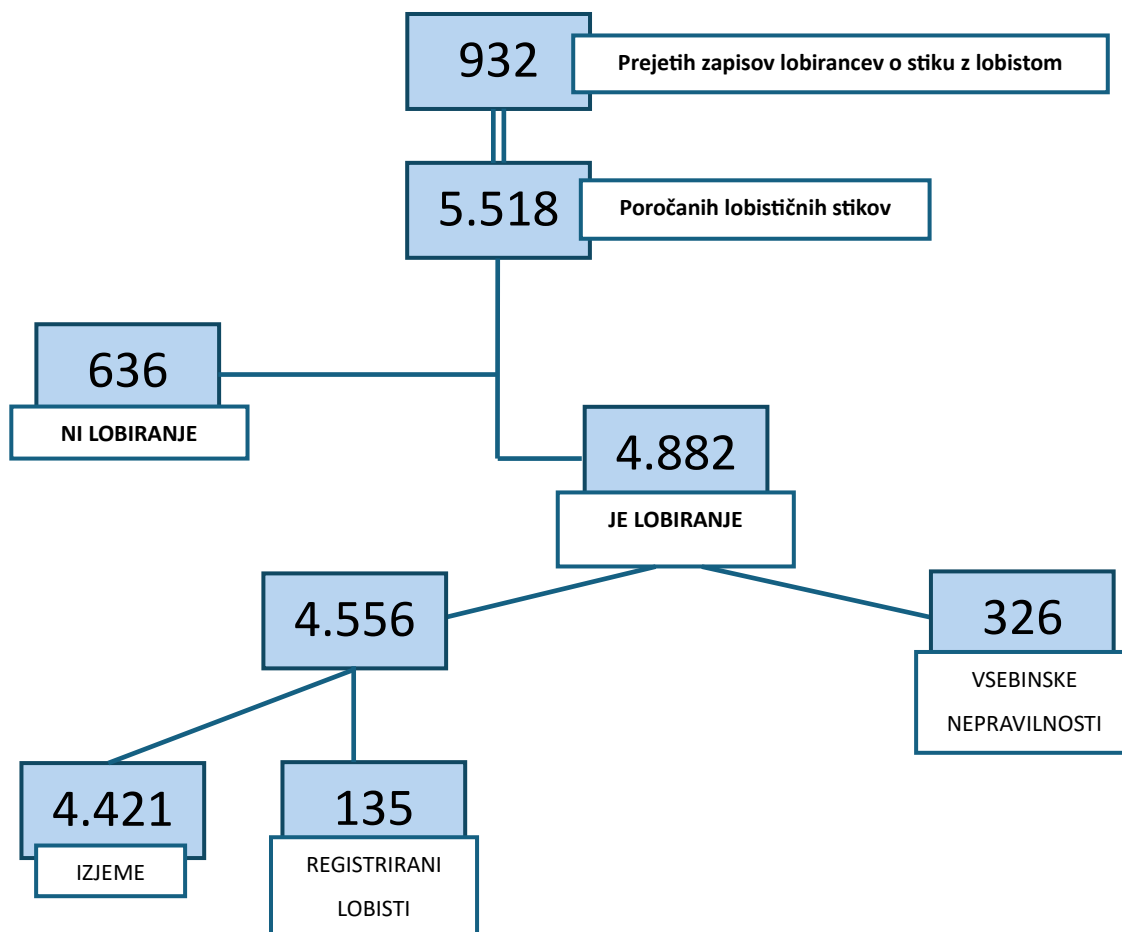 932
Prejetih zapisov lobirancev o stiku z lobistom
5.518
Poročanih lobističnih stikov
636
NI LOBIRANJE
4.882
JE LOBIRANJE
4.556
326
VSEBINSKE
NEPRAVILNOSTI
4.421
IZJEME
135
REGISTRIRANI
LOBISTI